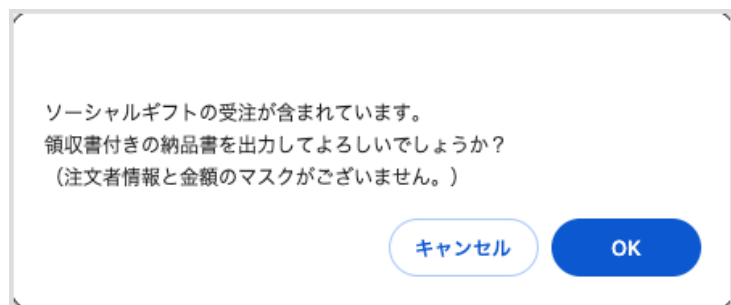 ソーシャルギフトの受注が含まれています。
領収書付きの納品書を出力してよろしいでしょうか？
（注文者情報と金額のマスクがございません。）
キャンセル
OK